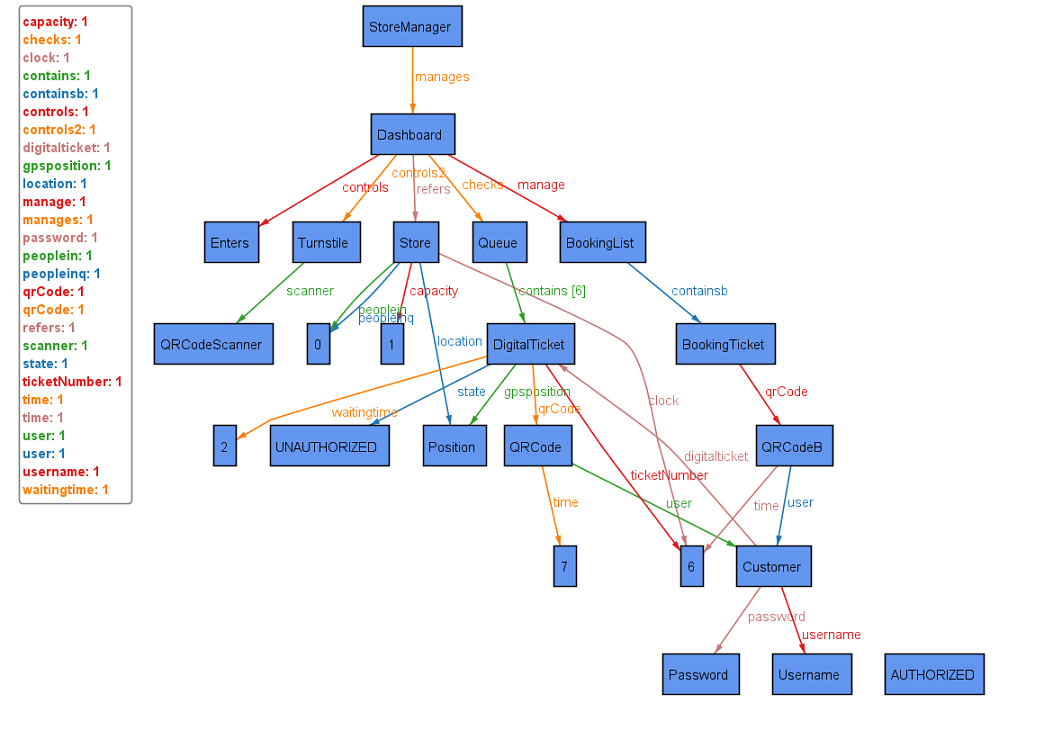 capacity: 1
checks: 1
clock: 1
contains: 1
containsb: 1
controls: 1
controls2: 1
digitalticket: 1
gpsposition: 1
location: 1
manage: 1
manages: 1
password: 1
peoplein: 1
peopleinq: 1
qrCode: 1
qrCode: 1
refers: 1
scanner: 1
state: 1
ticketNumber: 1
time: 1
time: 1
user: 1
user: 1
username: 1
waitingtime: 1
StoreManager
manages
Dashboard
controls
controls2
refers
checks
manage
Enters
Turnstile
Store
Queue
BookingList
scanner
peoplein
peopleinq
capacity
contains [6]
containsb
QRCodeScanner
0
1
location
DigitalTicket
BookingTicket
waitingtime
state
gpsposition
qrCode
clock
qrCode
2
UNAUTHORIZED
Position
QRCode
digitalticket
QRCodeB
time
ticketNumber
user
time
user
7
6
Customer
password
username
Password
Username
AUTHORIZED